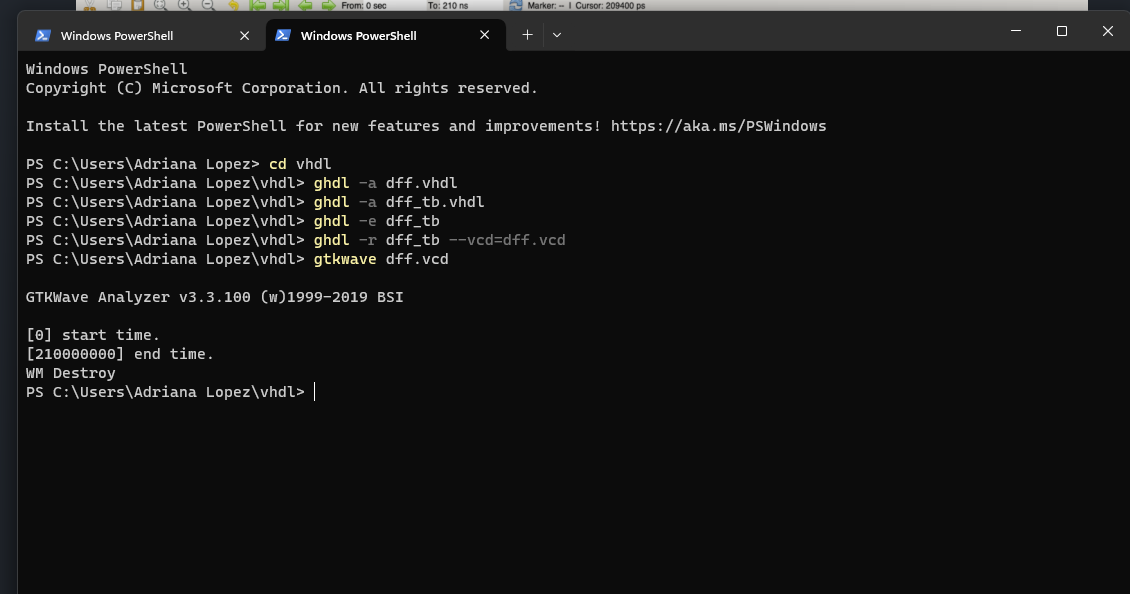 From: 0 sec To: 210 ns Marker: -- | Cursor: 209400 ps
Windows PowerShell Windows PowerShell
Windows PowerShell
Copyright (C) Microsoft Corporation. All rights reserved.
Install the latest PowerShell for new features and improvements! https://aka.ms/PSWindows
PS C:\Users\Adriana Lopez> cd vhdl
PS C:\Users\Adriana Lopez\vhdl> ghdl -a dff.vhdl
PS C:\Users\Adriana Lopez\vhdl> ghdl -a dff_tb.vhdl
PS C:\Users\Adriana Lopez\vhdl> ghdl -e dff_tb
PS C:\Users\Adriana Lopez\vhdl> ghdl -r dff_tb --vcd=dff.vcd
PS C:\Users\Adriana Lopez\vhdl> gtkwave dff.vcd
GTKWave Analyzer v3.3.100 (w)1999-2019 BSI
[0] start time.
[210000000] end time.
WM Destroy
PS C:\Users\Adriana Lopez\vhdl>